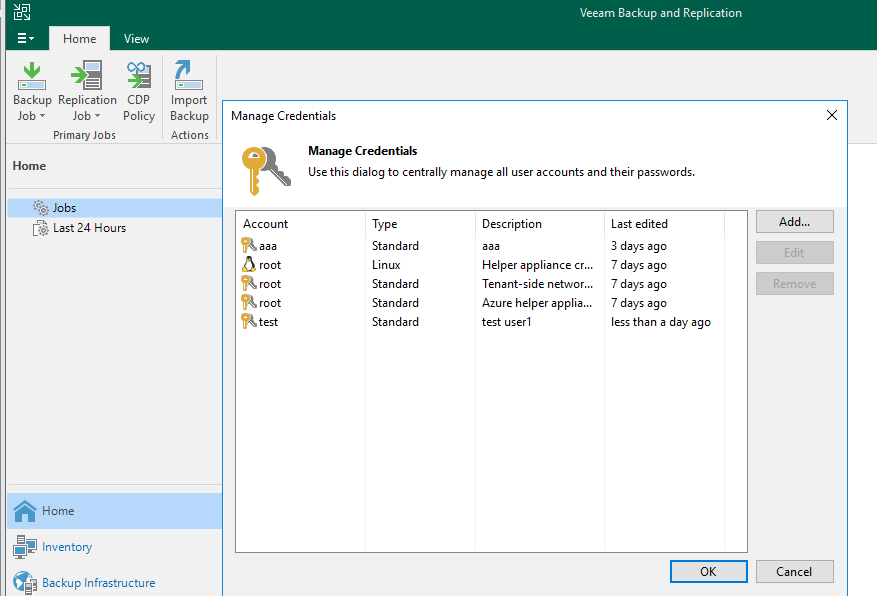 Veeam Backup and Replication
Home View
Backup Job
Replication Job
CDP Policy
Import Backup
Primary Jobs
Actions
Home
Jobs
Last 24 Hours
Home
Inventory
Backup Infrastructure
Manage Credentials
Manage Credentials
Use this dialog to centrally manage all user accounts and their passwords.
Account Type Description Last edited
aaa Standard aaa 3 days ago
root Linux Helper appliance cr... 7 days ago
root Standard Tenant-side networ... 7 days ago
root Standard Azure helper applia... 7 days ago
test Standard test user1 less than a day ago
Add...
Edit
Remove
OK Cancel